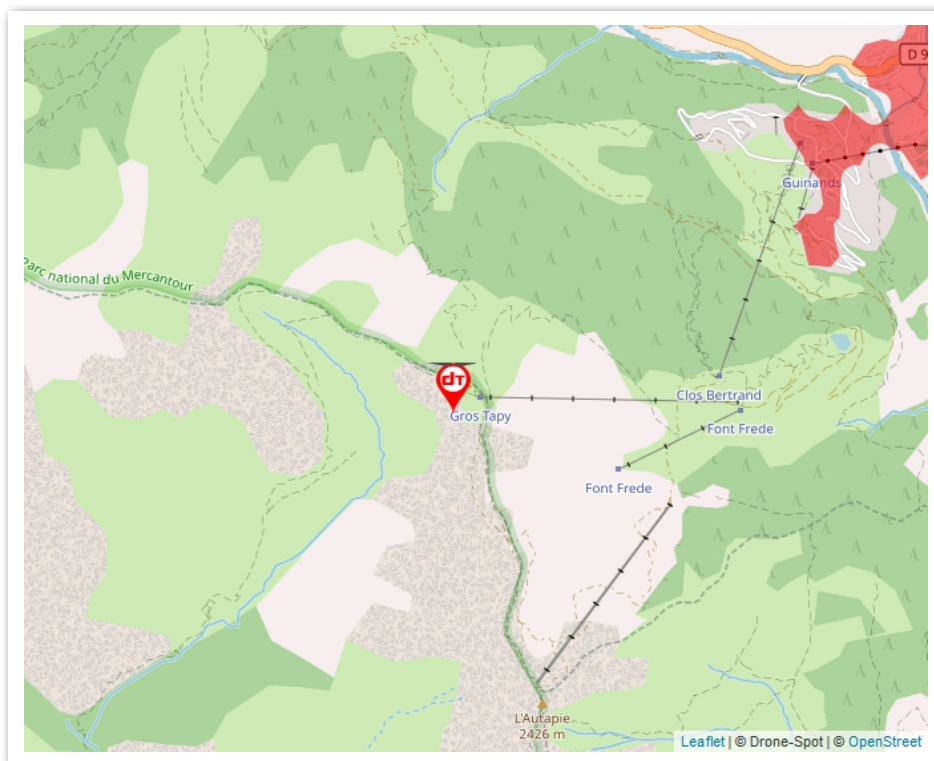 D 9
Guinands
Parc national du Mercantour
Clos Bertrand
dT
Gros Tapy
Font Frede
Font Frede
L'Autapie
2426 m
Leaflet | © Drone-Spot | © OpenStreet